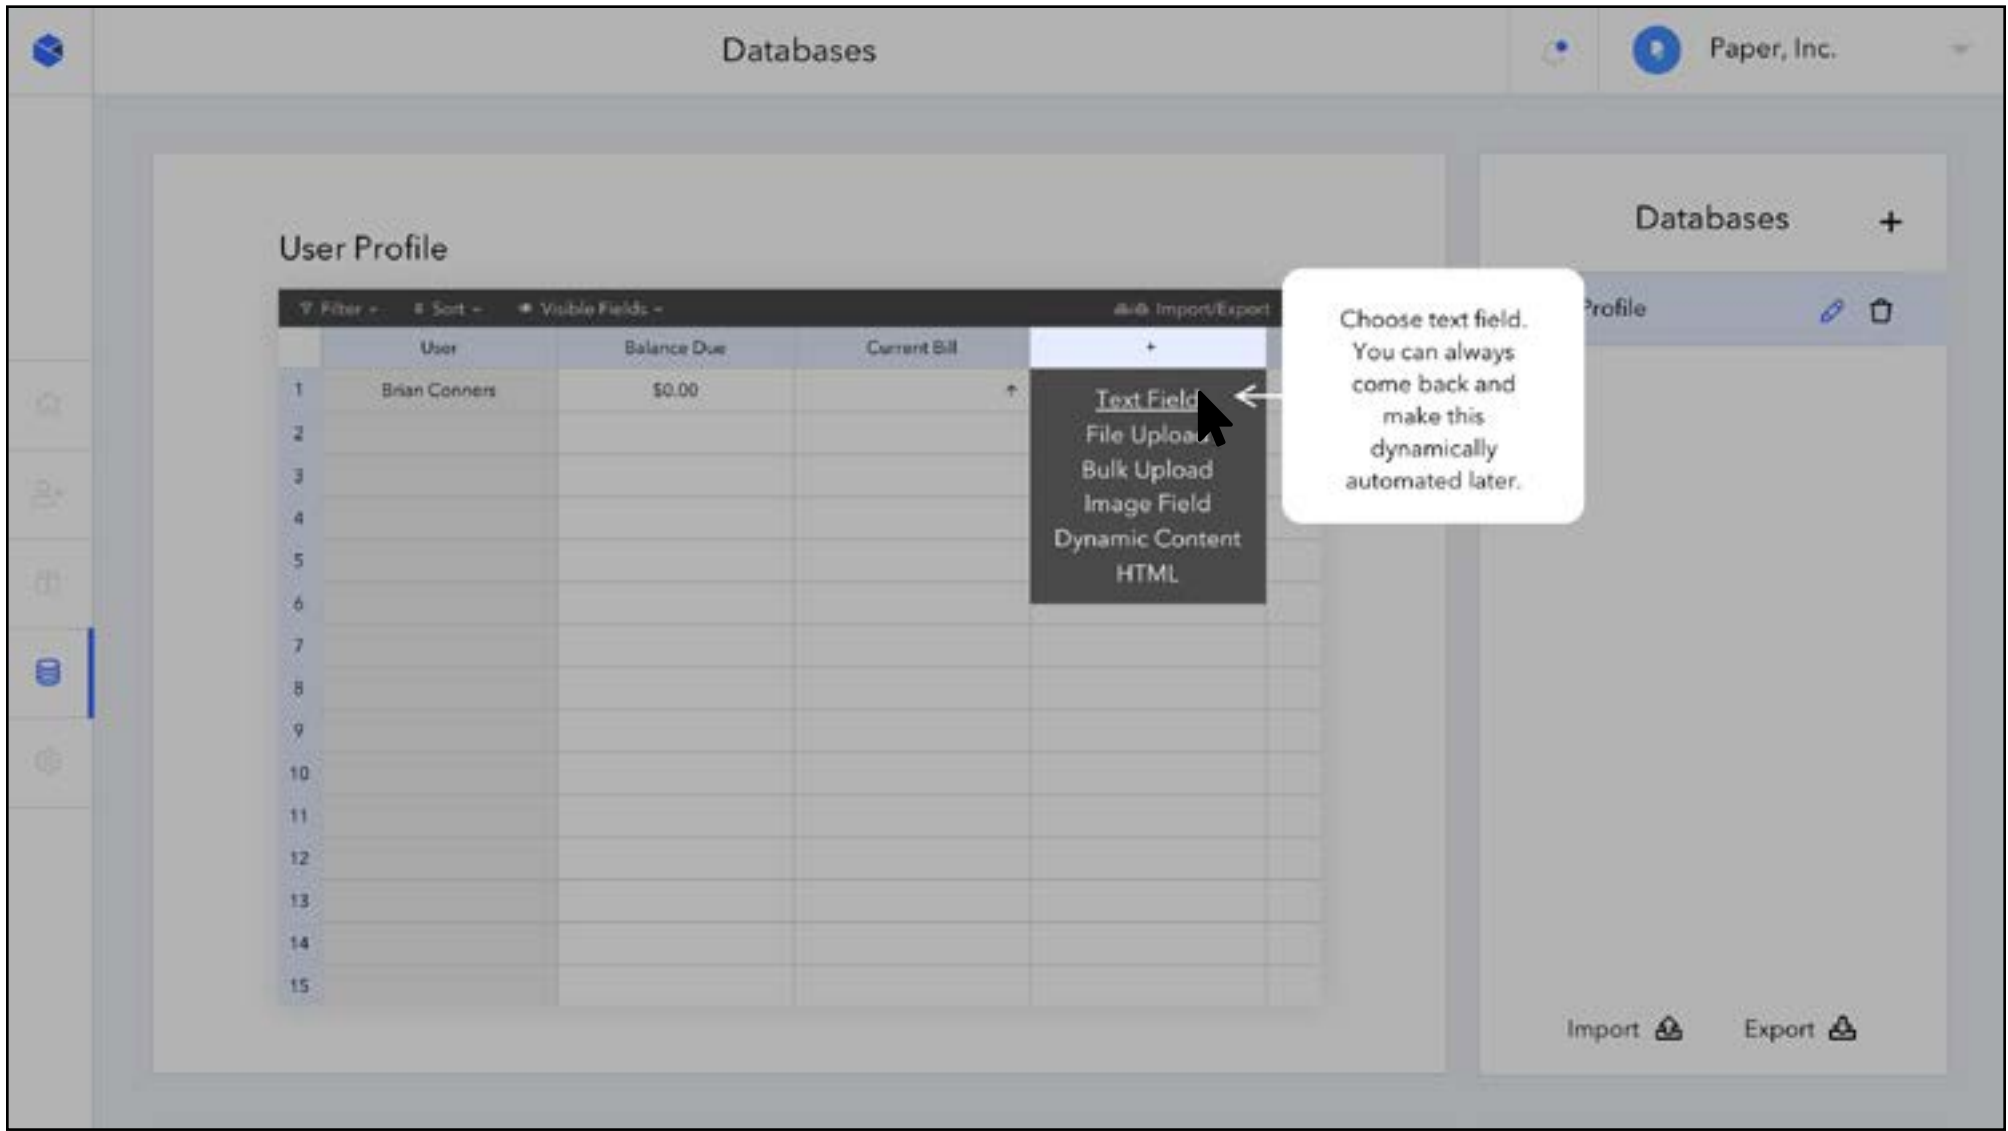 Databases
Paper, Inc.
User Profile
Filter
Sort
Visible Fields
Import/Export
User
Balance Due
Current Bill
+
1
Brian Conners
$0.00
2
3
4
5
6
7
8
9
10
11
12
13
14
15
Text Field
File Upload
Bulk Upload
Image Field
Dynamic Content
HTML
Choose text field.
You can always
come back and
make this
dynamically
automated later.
Databases +
Profile
Import
Export